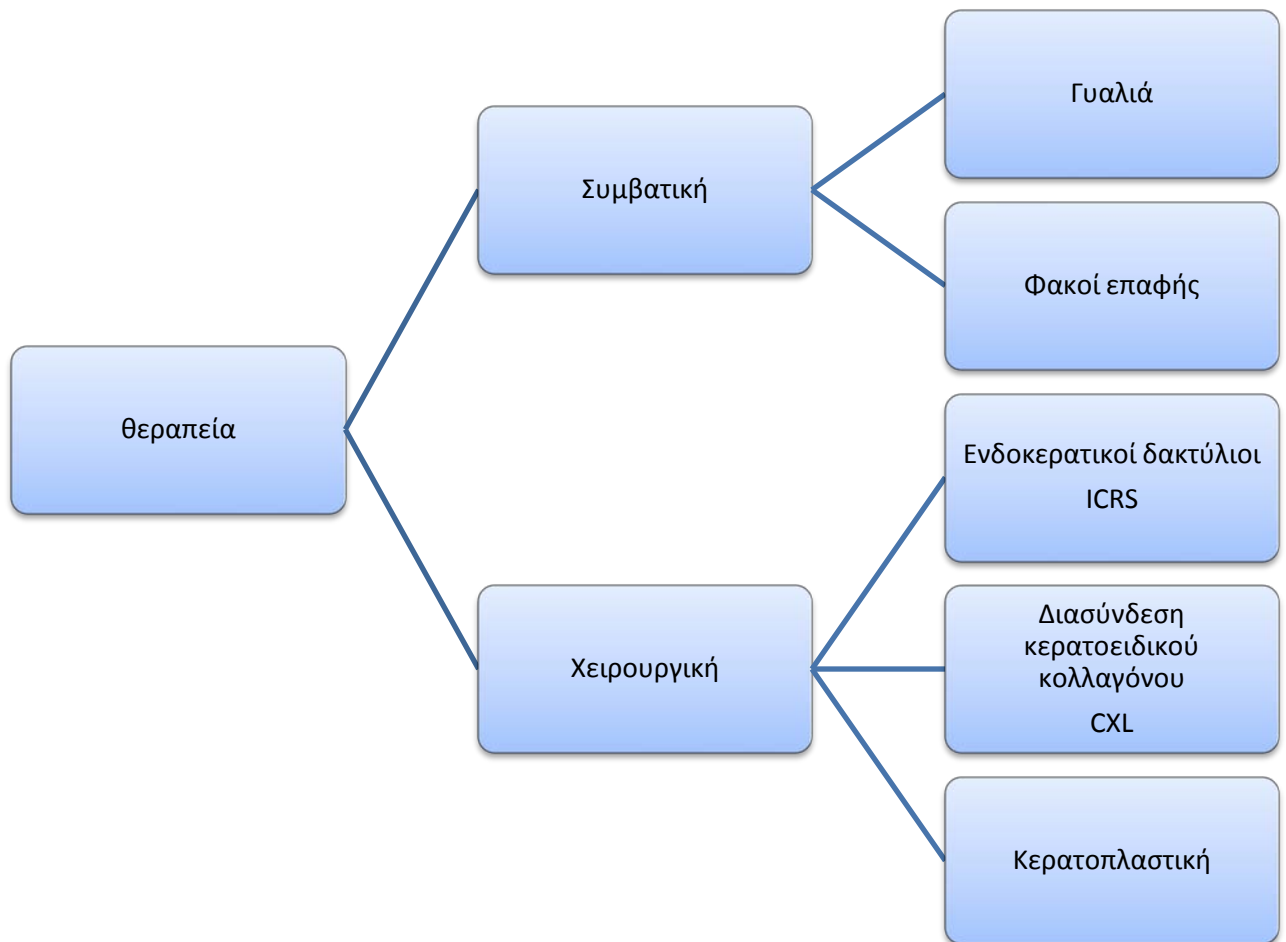 Γυαλιά
Συμβατική
Φακοί επαφής
θεραπεία
Ενδοκερατικοί δακτύλιοι
ICRS
Χειρουργική
Διασύνδεση
κερατοειδικού
κολλαγόνου
CXL
Κερατοπλαστική